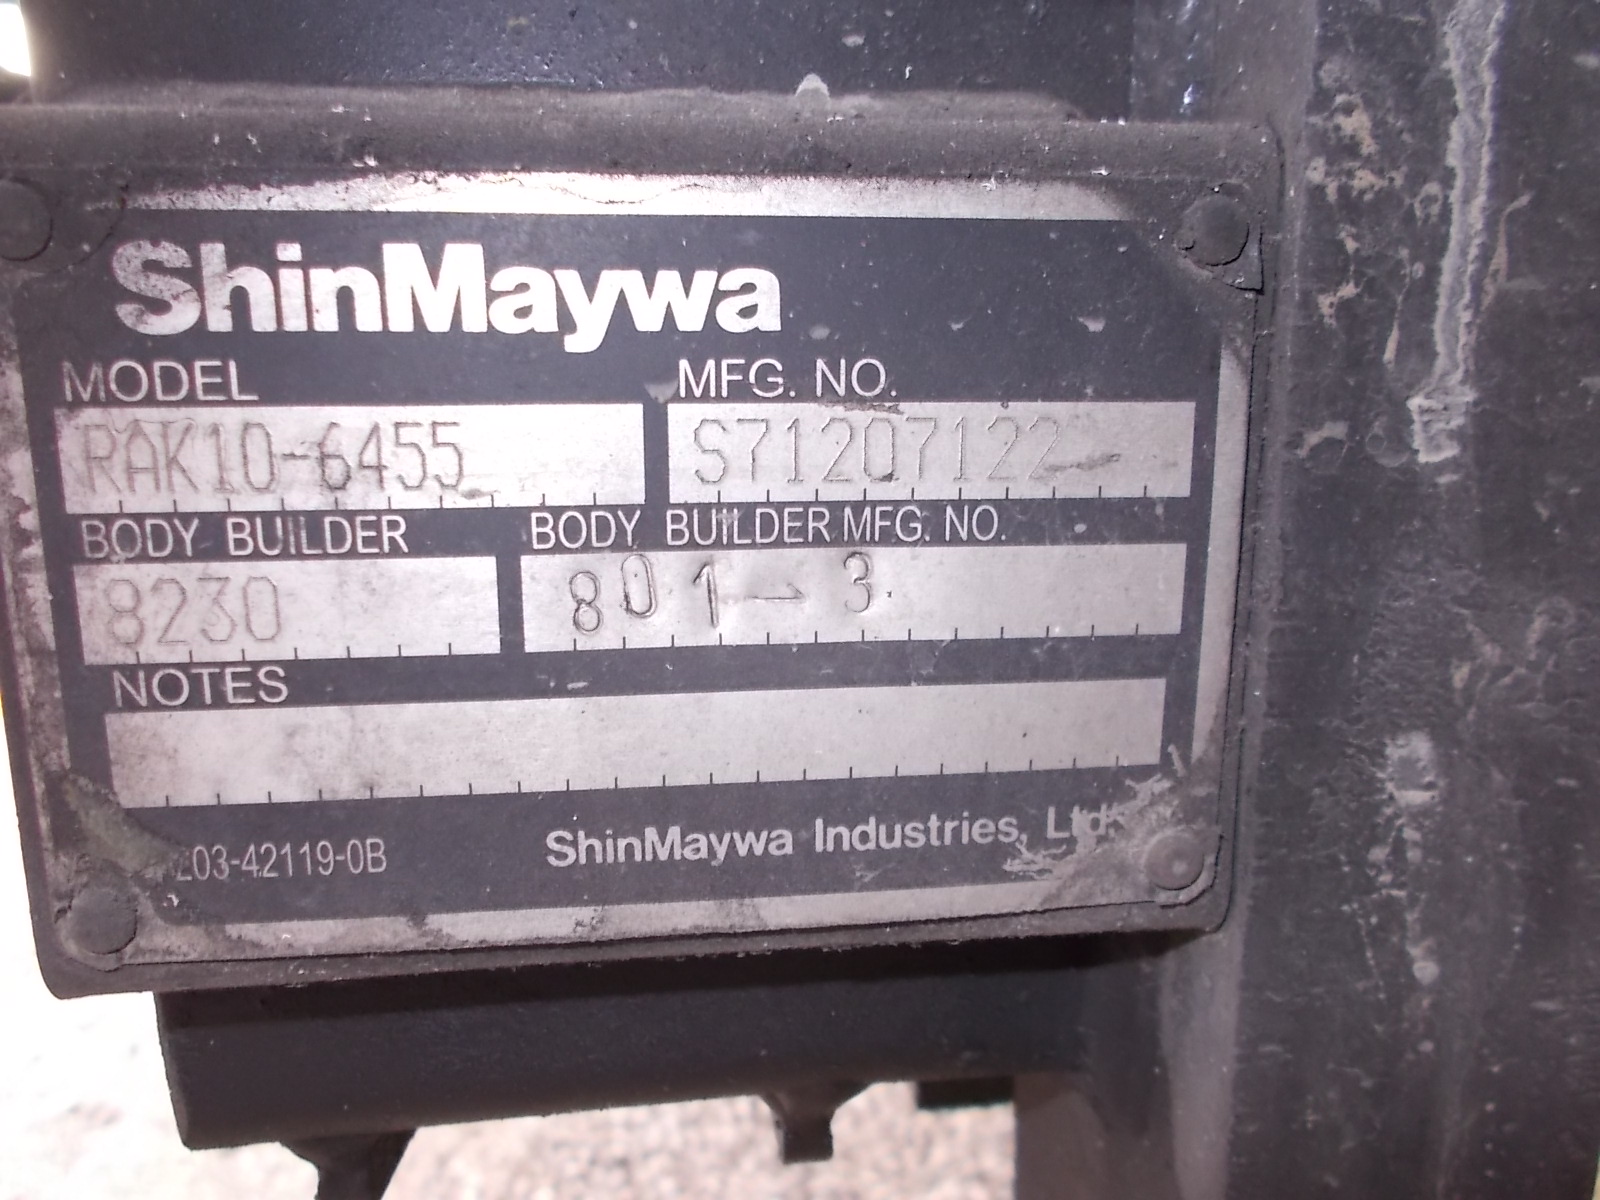 ShinMaywa
MODEL MFG. NO.
RAK10-6455 S71207122
BODY BUILDER BODY BUILDER MFG. NO.
8230 801-3
NOTES
203-42119-0B ShinMaywa Industries, Ltd.